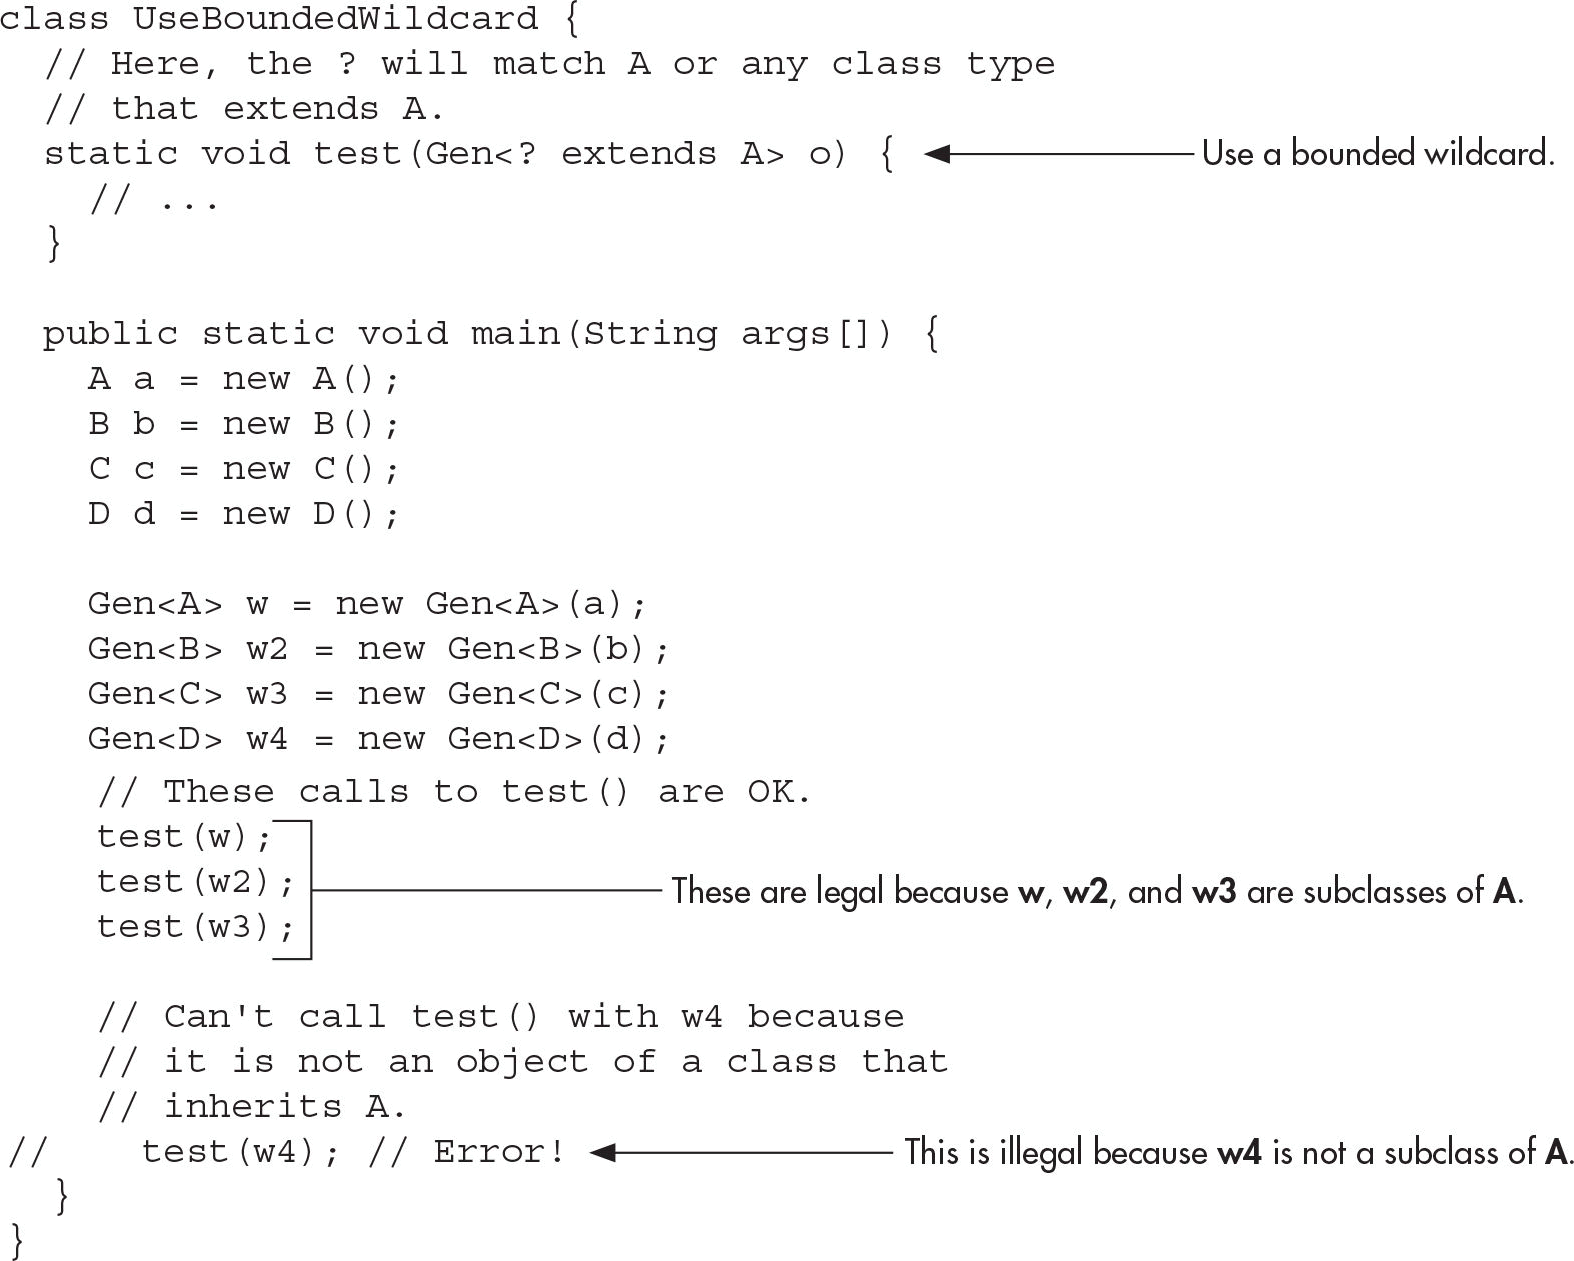 class UseBoundedWildcard {
  // Here, the ? will match A or any class type
  // that extends A.
  static void test(Gen<? extends A> o) { Use a bounded wildcard.
    // ...
  }

  public static void main(String args[]) {
    A a = new A();
    B b = new B();
    C c = new C();
    D d = new D();

    Gen<A> w = new Gen<A>(a);
    Gen<B> w2 = new Gen<B>(b);
    Gen<C> w3 = new Gen<C>(c);
    Gen<D> w4 = new Gen<D>(d);
    // These calls to test() are OK.
    test(w);
    test(w2);
These are legal because w, w2, and w3 are subclasses of A.
    test(w3);

    // Can't call test() with w4 because
    // it is not an object of a class that
    // inherits A.
//    test(w4); // Error! This is illegal because w4 is not a subclass of A.
  }
}